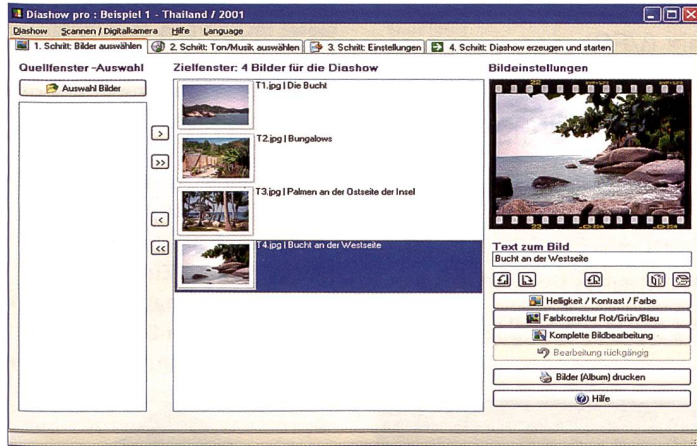 Diashow pro : Beispiel 1 - Thailand / 2001
Diashow Scannen / Digitalkamera Hilfe Language
1. Schritt: Bilder auswählen 2. Schritt: Ton/Musik auswählen 3. Schritt: Einstellungen 4. Schritt: Diashow erzeugen und starten
Quellfenster-Auswahl
Auswahl Bilder
Zielfenster: 4 Bilder für die Diashow
T1.jpg | Die Bucht
T2.jpg | Bungalows
T3.jpg | Palmen an der Ostseite der Insel
T4.jpg | Bucht an der Westseite
>
>>
<
<<
Bildeinstellungen
22
22
Text zum Bild
Bucht an der Westseite
Helligkeit / Kontrast / Farbe
Farbkorrektur Rot/Grün/Blau
Komplette Bildbearbeitung
Bearbeitung rückgängig
Bilder (Album) drucken
Hilfe